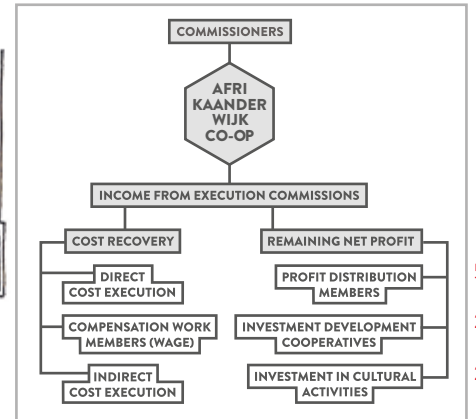 COMMISSIONERS
AFRI
KAANDER
WIJK
CO-OP
INCOME FROM EXECUTION COMMISSIONS
COST RECOVERY
DIRECT
COST EXECUTION
COMPENSATION WORK
MEMBERS (WAGE)
INDIRECT
COST EXECUTION
REMAINING NET PROFIT
PROFIT DISTRIBUTION
MEMBERS
INVESTMENT DEVELOPMENT
COOPERATIVES
INVESTMENT IN CULTURAL
ACTIVITIES